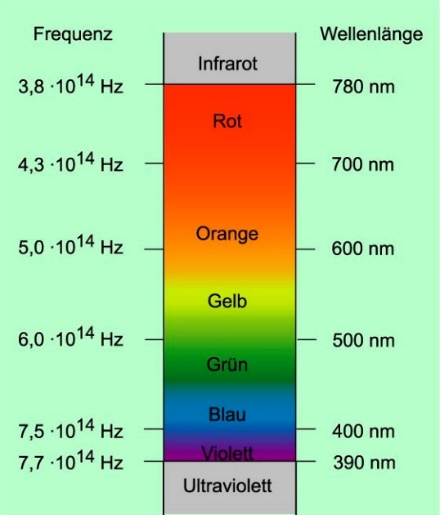 Frequenz Wellenlänge
Infrarot
3,8 ·10¹⁴ Hz 780 nm
Rot
4,3 ·10¹⁴ Hz 700 nm
Orange
5,0 ·10¹⁴ Hz 600 nm
Gelb
6,0 ·10¹⁴ Hz 500 nm
Grün
Blau
7,5 ·10¹⁴ Hz 400 nm
Violett
7,7 ·10¹⁴ Hz 390 nm
Ultraviolett